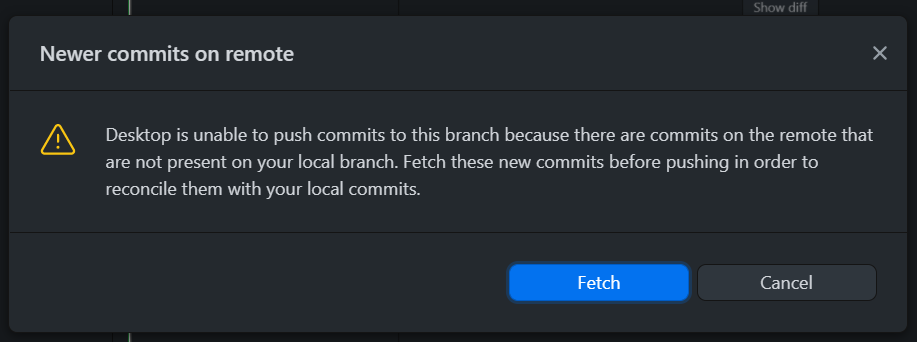 Show diff
Newer commits on remote
Desktop is unable to push commits to this branch because there are commits on the remote that
are not present on your local branch. Fetch these new commits before pushing in order to
reconcile them with your local commits.
Fetch
Cancel